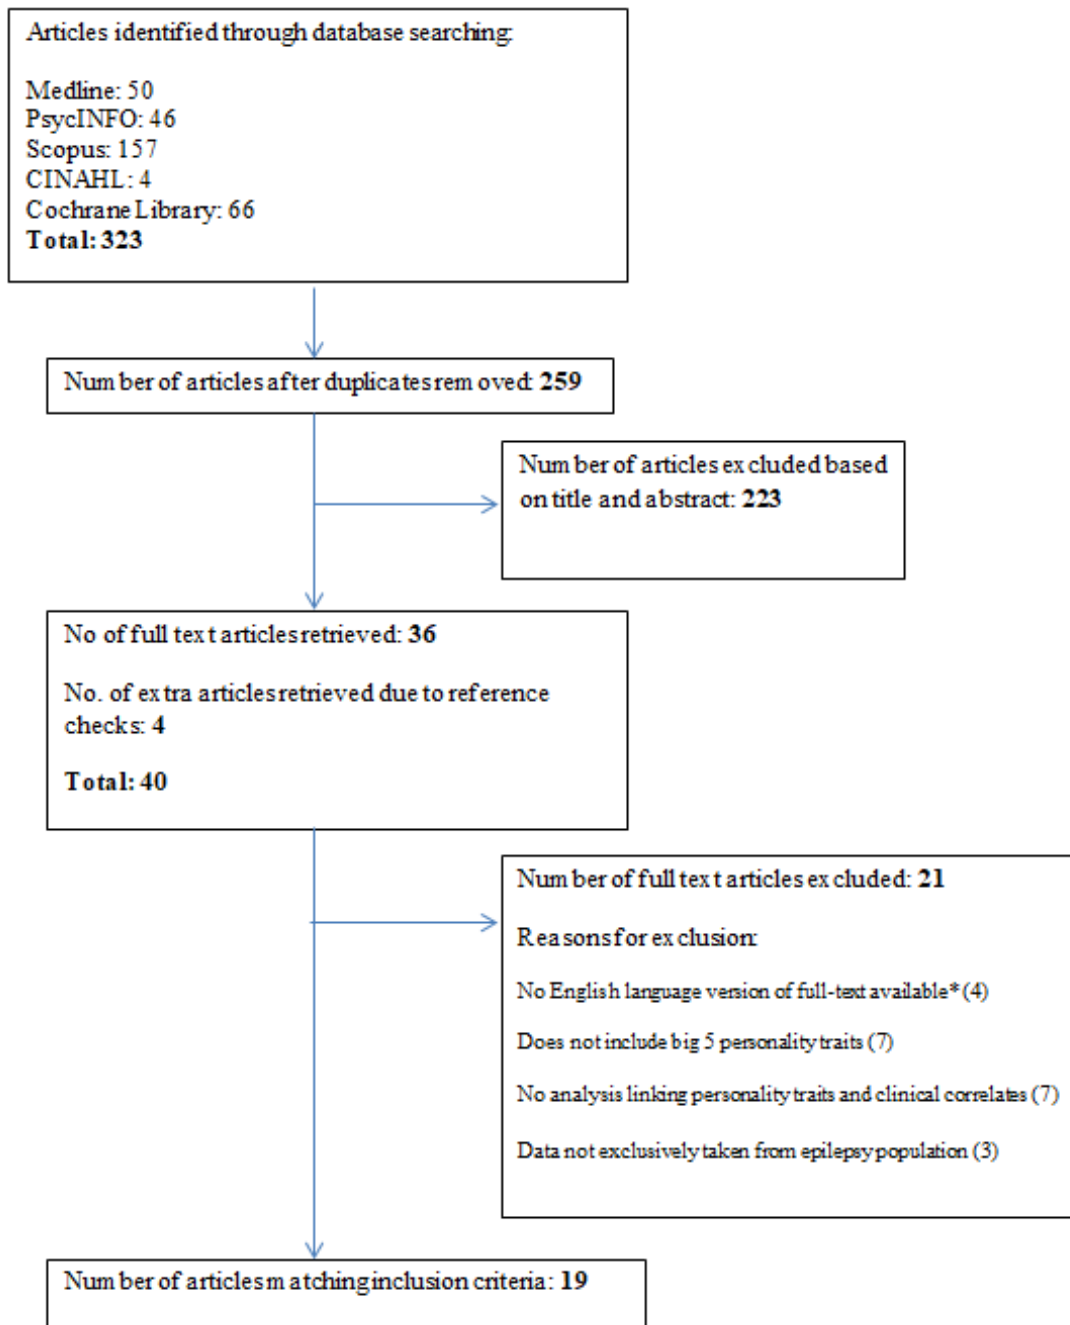 Articles identified through database searching:
Medline: 50
PsycINFO: 46
Scopus: 157
CINAHL: 4
Cochrane Library: 66
Total: 323
Number of articles after duplicates removed: 259
Number of articles excluded based
on title and abstract: 223
No of full text articles retrieved: 36
No. of extra articles retrieved due to reference
checks: 4
Total: 40
Number of full text articles excluded: 21
Reasons for exclusion:
No English language version of full-text available* (4)
Does not include big 5 personality traits (7)
No analysis linking personality traits and clinical correlates (7)
Data not exclusively taken from epilepsy population (3)
Number of articles matching inclusion criteria: 19